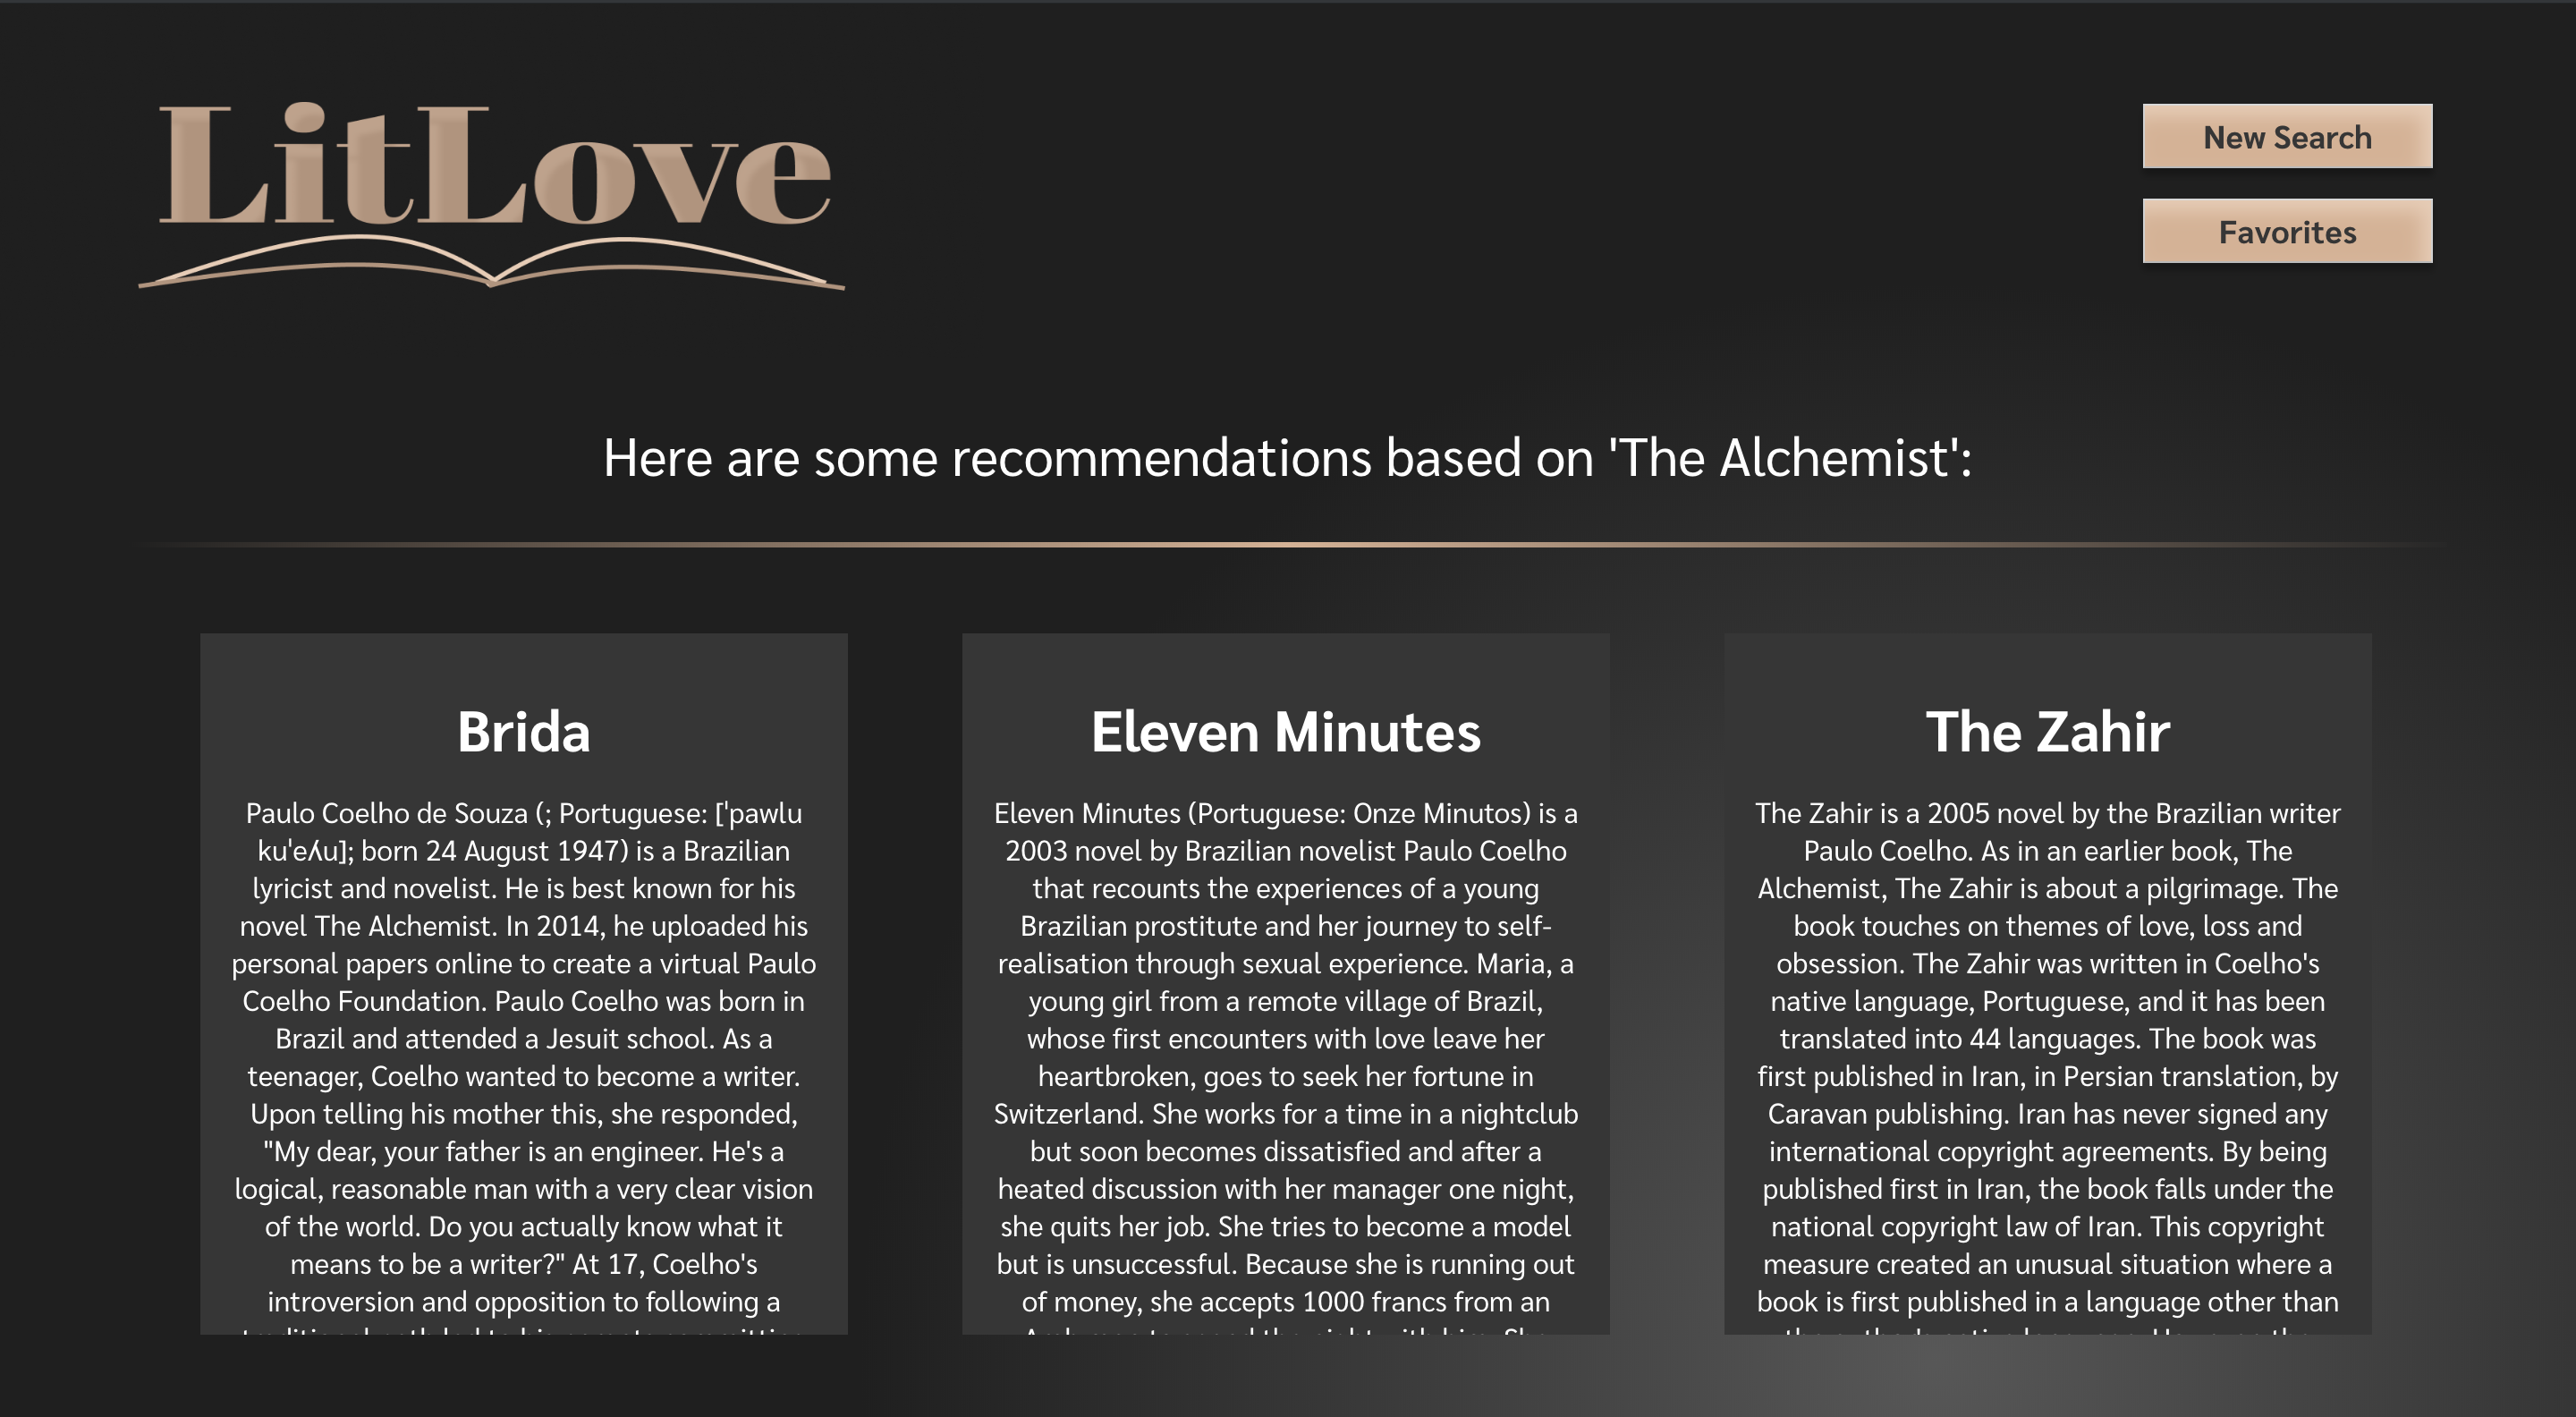 LitLove
New Search
Favorites
Here are some recommendations based on 'The Alchemist':
Brida
Paulo Coelho de Souza (; Portuguese: [ˈpawlu
kuˈeʎu]; born 24 August 1947) is a Brazilian
lyricist and novelist. He is best known for his
novel The Alchemist. In 2014, he uploaded his
personal papers online to create a virtual Paulo
Coelho Foundation. Paulo Coelho was born in
Brazil and attended a Jesuit school. As a
teenager, Coelho wanted to become a writer.
Upon telling his mother this, she responded,
"My dear, your father is an engineer. He's a
logical, reasonable man with a very clear vision
of the world. Do you actually know what it
means to be a writer?" At 17, Coelho's
introversion and opposition to following a
Eleven Minutes
Eleven Minutes (Portuguese: Onze Minutos) is a
2003 novel by Brazilian novelist Paulo Coelho
that recounts the experiences of a young
Brazilian prostitute and her journey to self-
realisation through sexual experience. Maria, a
young girl from a remote village of Brazil,
whose first encounters with love leave her
heartbroken, goes to seek her fortune in
Switzerland. She works for a time in a nightclub
but soon becomes dissatisfied and after a
heated discussion with her manager one night,
she quits her job. She tries to become a model
but is unsuccessful. Because she is running out
of money, she accepts 1000 francs from an
The Zahir
The Zahir is a 2005 novel by the Brazilian writer
Paulo Coelho. As in an earlier book, The
Alchemist, The Zahir is about a pilgrimage. The
book touches on themes of love, loss and
obsession. The Zahir was written in Coelho's
native language, Portuguese, and it has been
translated into 44 languages. The book was
first published in Iran, in Persian translation, by
Caravan publishing. Iran has never signed any
international copyright agreements. By being
published first in Iran, the book falls under the
national copyright law of Iran. This copyright
measure created an unusual situation where a
book is first published in a language other than